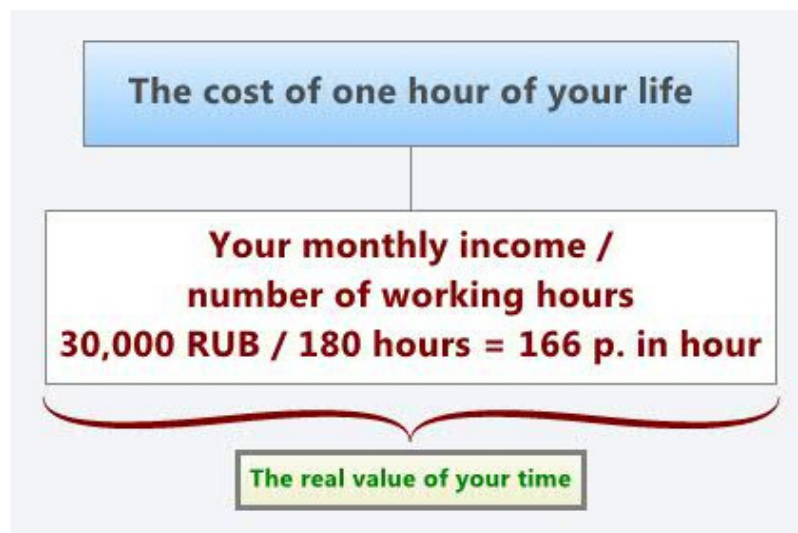 The cost of one hour of your life
Your monthly income /
number of working hours
30,000 RUB / 180 hours = 166 p. in hour
The real value of your time